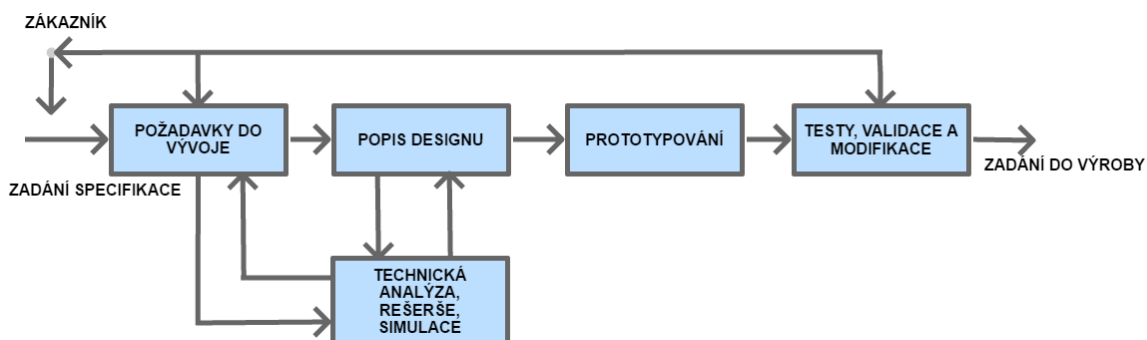 ZÁKAZNÍK
POŽADAVKY DO
VÝVOJE
POPIS DESIGNU
PROTOTYPOVÁNÍ
TESTY, VALIDACE A
MODIFIKACE
ZADÁNÍ SPECIFIKACE
ZADÁNÍ DO VÝROBY
TECHNICKÁ
ANALÝZA,
REŠERŠE,
SIMULACE